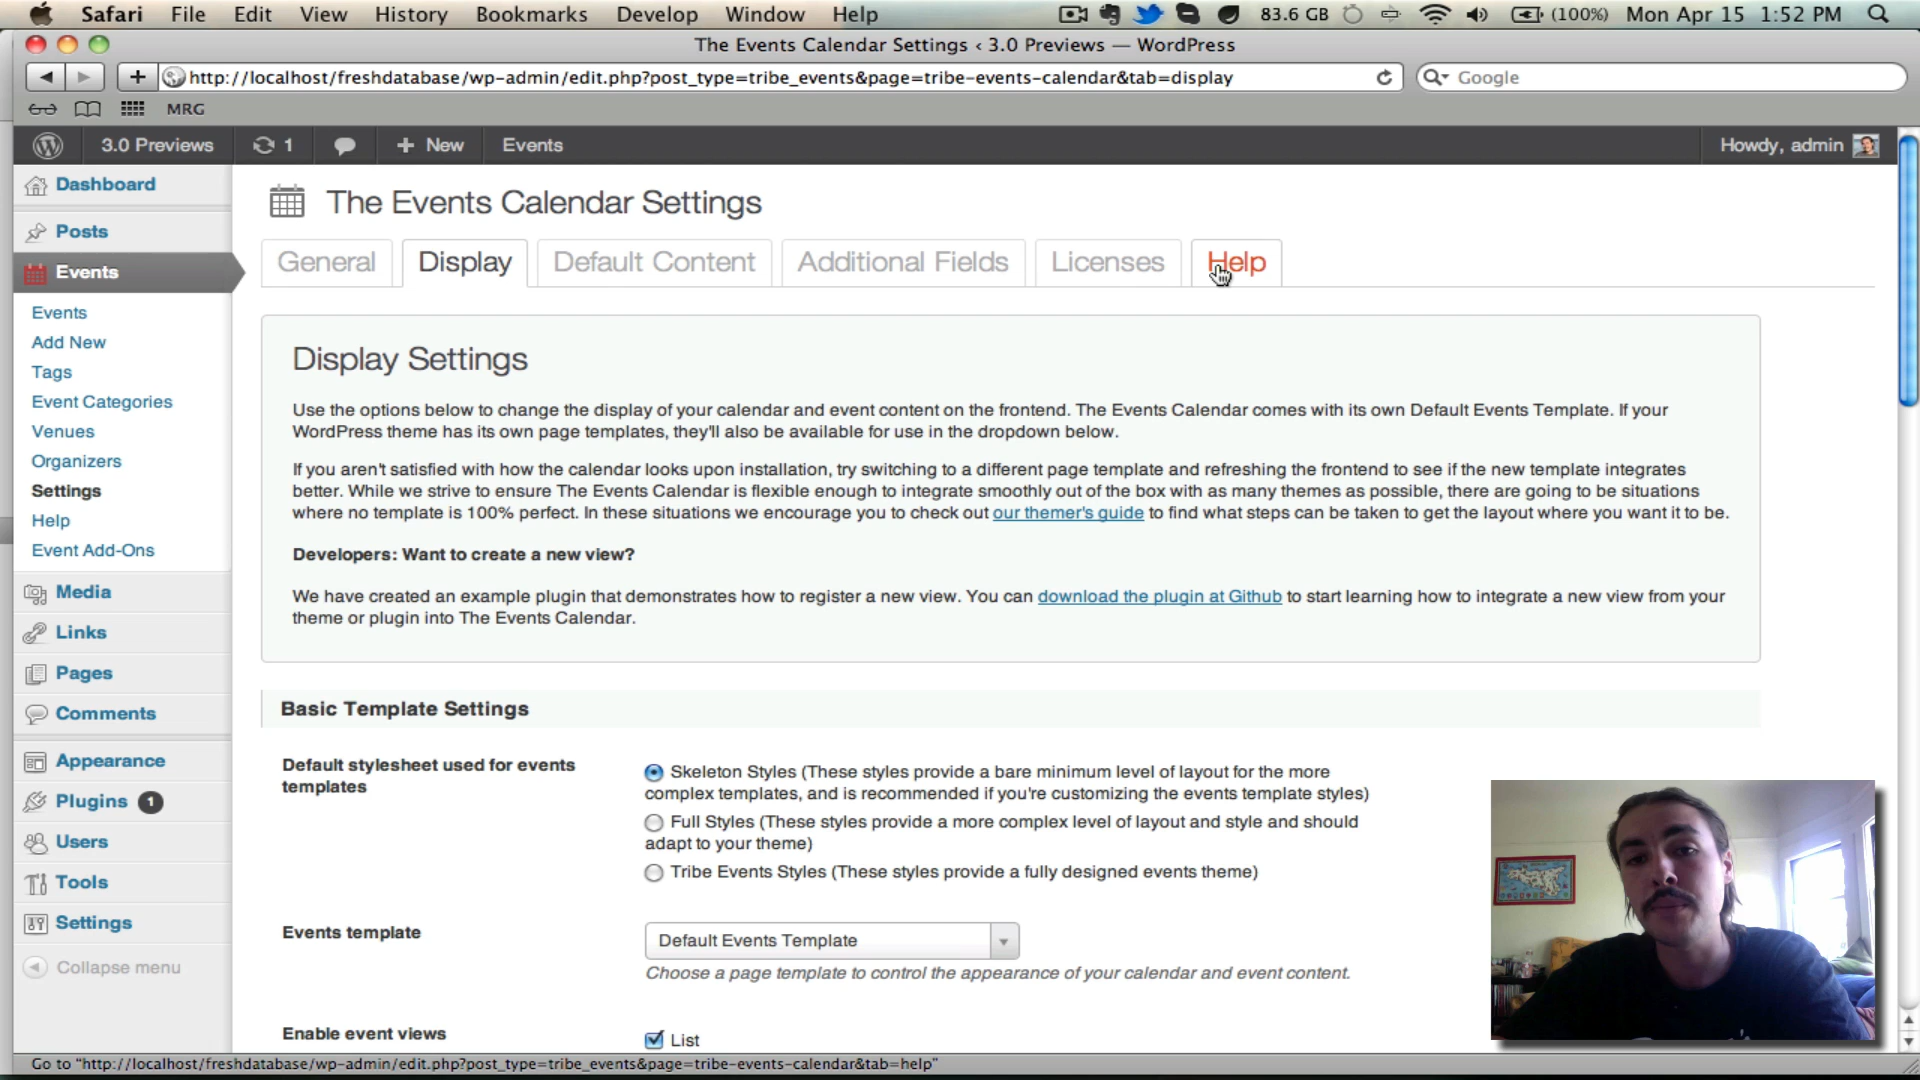 Safari File Edit View History Bookmarks Develop Window Help 83.6 GB (100%) Mon Apr 15 1:52 PM
The Events Calendar Settings ‹ 3.0 Previews — WordPress
http://localhost/freshdatabase/wp-admin/edit.php?post_type=tribe_events&page=tribe-events-calendar&tab=display Google
MRG
3.0 Previews 1 + New Events Howdy, admin
Dashboard
Posts
Events
Events
Add New
Tags
Event Categories
Venues
Organizers
Settings
Help
Event Add-Ons
Media
Links
Pages
Comments
Appearance
Plugins 1
Users
Tools
Settings
Collapse menu
The Events Calendar Settings
General Display Default Content Additional Fields Licenses Help
Display Settings
Use the options below to change the display of your calendar and event content on the frontend. The Events Calendar comes with its own Default Events Template. If your
WordPress theme has its own page templates, they'll also be available for use in the dropdown below.
If you aren't satisfied with how the calendar looks upon installation, try switching to a different page template and refreshing the frontend to see if the new template integrates
better. While we strive to ensure The Events Calendar is flexible enough to integrate smoothly out of the box with as many themes as possible, there are going to be situations
where no template is 100% perfect. In these situations we encourage you to check out our themer's guide to find what steps can be taken to get the layout where you want it to be.
Developers: Want to create a new view?
We have created an example plugin that demonstrates how to register a new view. You can download the plugin at Github to start learning how to integrate a new view from your
theme or plugin into The Events Calendar.
Basic Template Settings
Default stylesheet used for events
templates
Skeleton Styles (These styles provide a bare minimum level of layout for the more
complex templates, and is recommended if you're customizing the events template styles)
Full Styles (These styles provide a more complex level of layout and style and should
adapt to your theme)
Tribe Events Styles (These styles provide a fully designed events theme)
Events template
Default Events Template
Choose a page template to control the appearance of your calendar and event content.
Enable event views
List
Go to "http://localhost/freshdatabase/wp-admin/edit.php?post_type=tribe_events&page=tribe-events-calendar&tab=help"